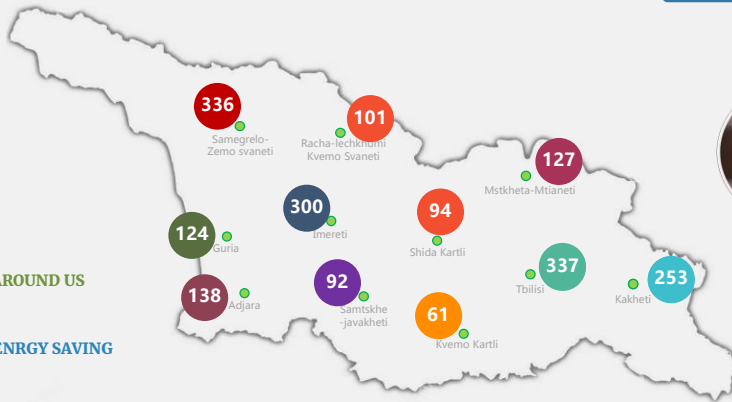 336
Samegrelo-
Zemo svaneti
101
Racha-lechkhumi
Kvemo Svaneti
127
Mstkheta-Mtianeti
300
Imereti
94
Shida Kartli
124
Guria
337
Tbilisi
253
Kakheti
138
Adjara
92
Samtskhe
-javakheti
61
Kvemo Kartli
AROUND US
ENRGY SAVING